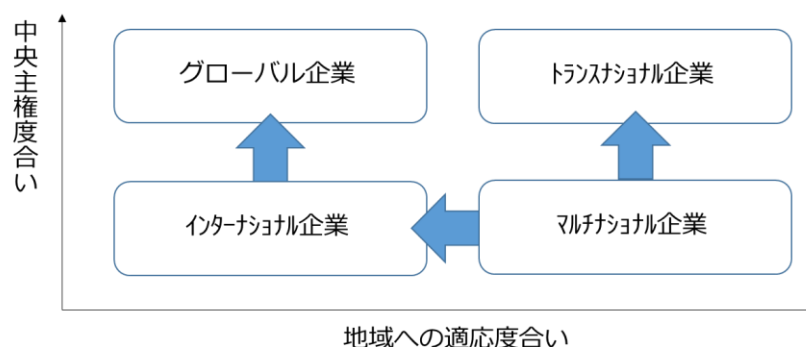 中央主権度合い
グローバル企業
ﾄﾗﾝｽﾅｼｮﾅﾙ企業
ｲﾝﾀｰﾅｼｮﾅﾙ企業
ﾏﾙﾁﾅｼｮﾅﾙ企業
地域への適応度合い